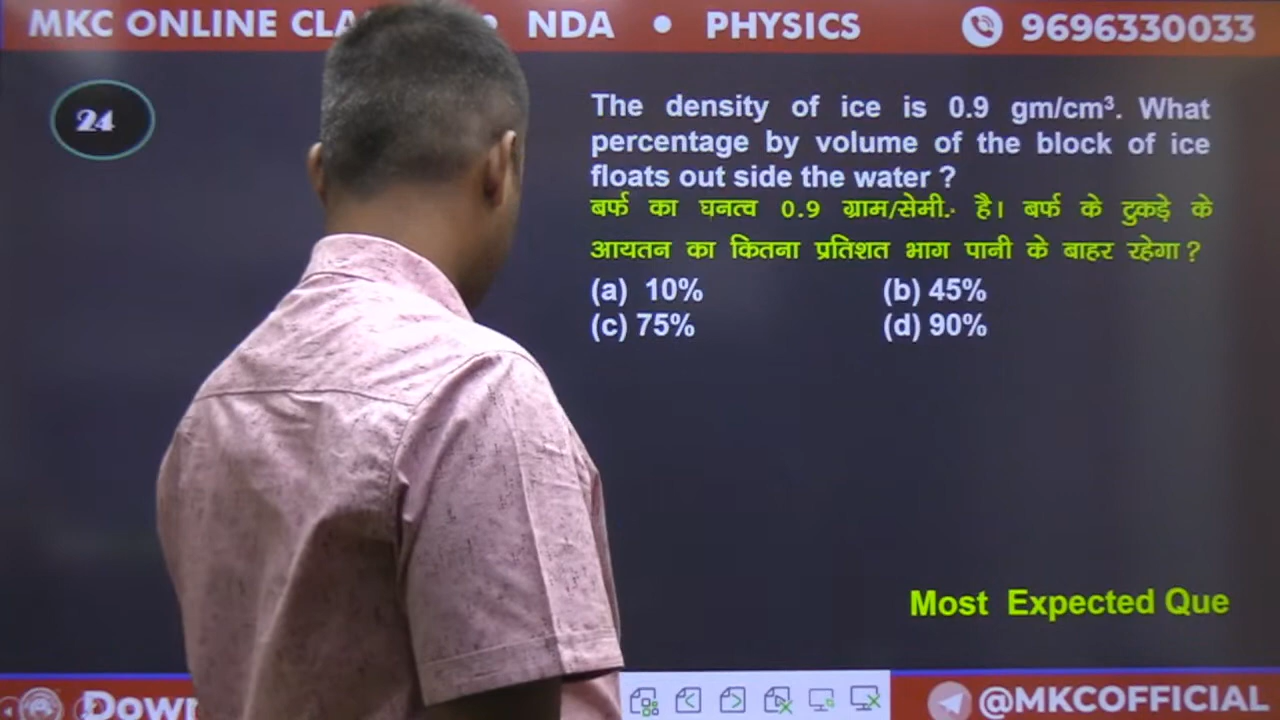 MKC ONLINE CLA • NDA • PHYSICS 9696330033
24
The density of ice is 0.9 gm/cm³. What
percentage by volume of the block of ice
floats out side the water ?
बर्फ का घनत्व 0.9 ग्राम/सेमी.· है। बर्फ के टुकड़े के
आयतन का कितना प्रतिशत भाग पानी के बाहर रहेगा ?
(a) 10% (b) 45%
(c) 75% (d) 90%
Most Expected Que
Down @MKCOFFICIAL